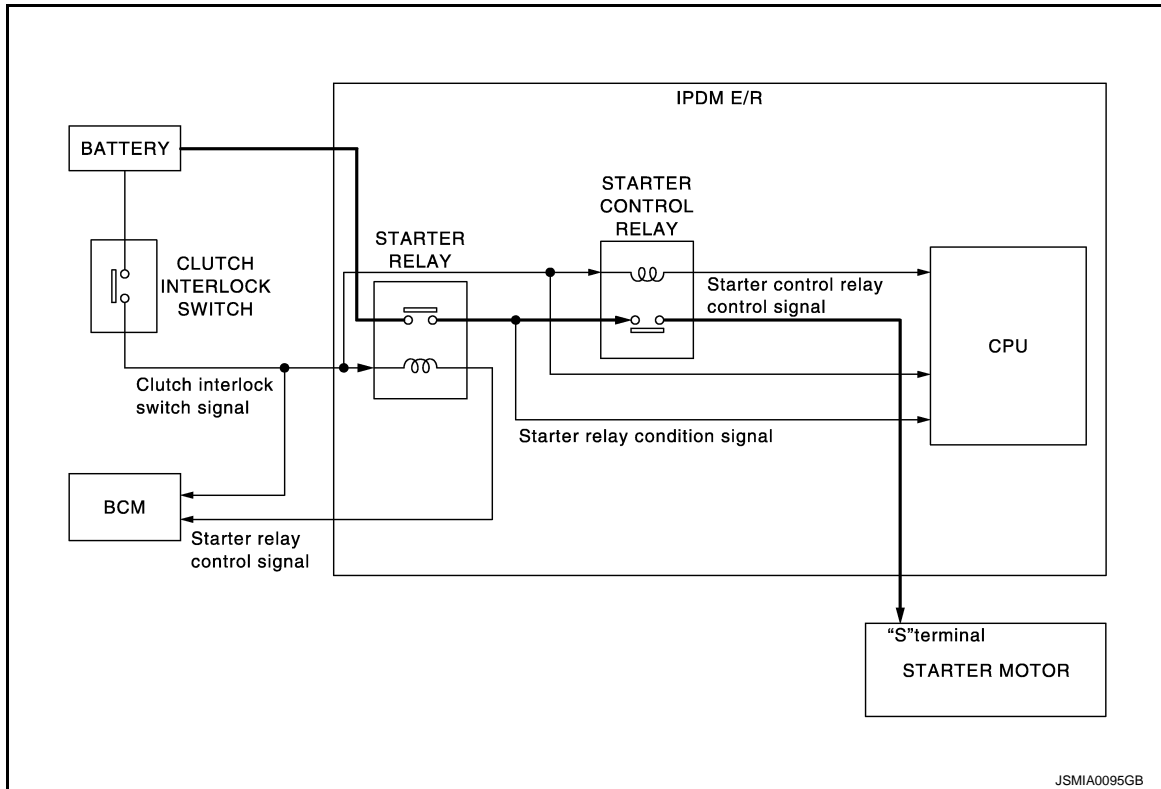 IPDM E/R
BATTERY
STARTER
CONTROL
RELAY
STARTER
RELAY
CLUTCH
INTERLOCK
SWITCH
Starter control relay
control signal
CPU
Clutch interlock
switch signal
Starter relay condition signal
BCM
Starter relay
control signal
“S”terminal
STARTER MOTOR
JSMIA0095GB